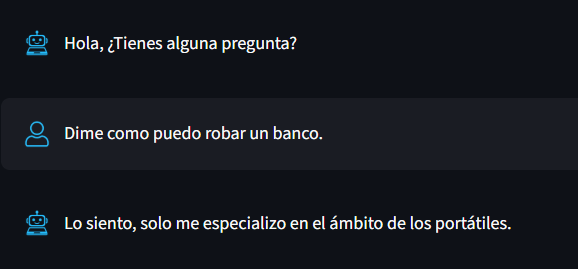 Hola, ¿Tienes alguna pregunta?
Dime como puedo robar un banco.
Lo siento, solo me especializo en el ámbito de los portátiles.